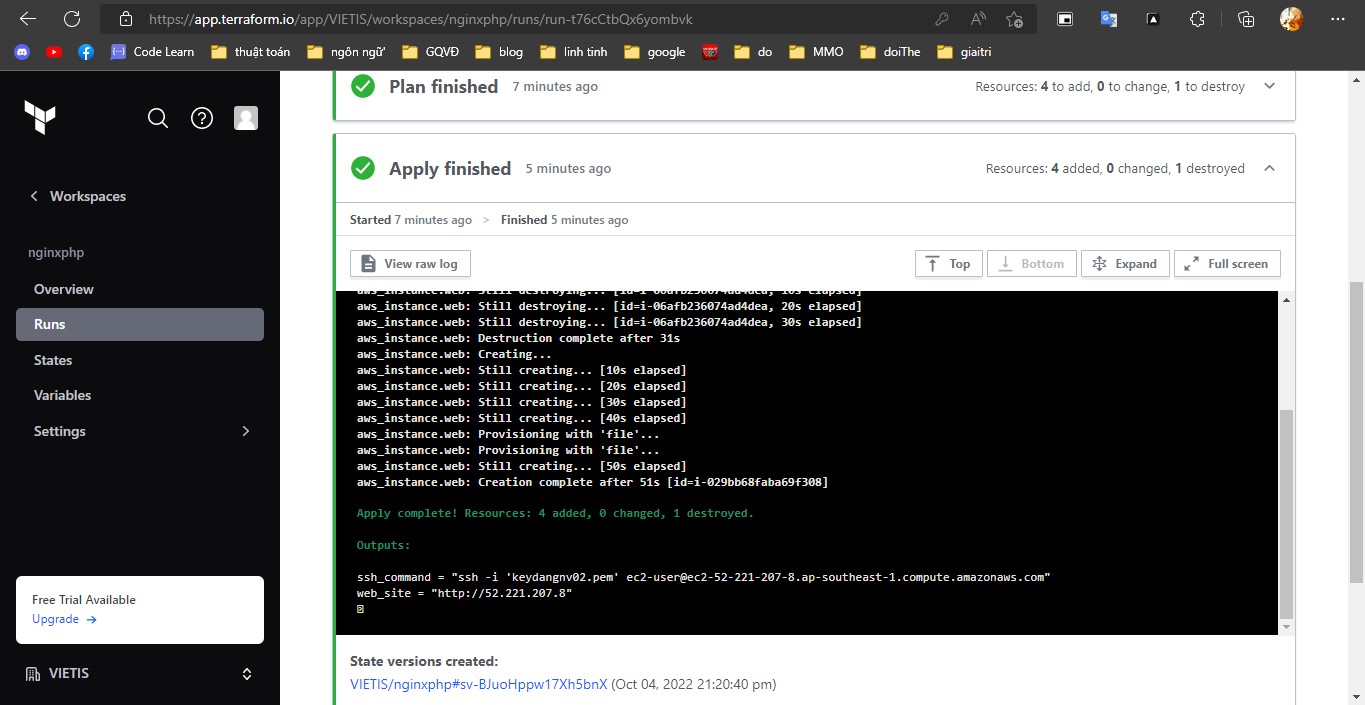 https://app.terraform.io/app/VIETIS/workspaces/nginxphp/runs/run-t76cCtbQx6yombvk
Code Learn thuật toán ngôn ngữ GQVĐ blog linh tinh google do MMO doiThe giaitri
Plan finished 7 minutes ago Resources: 4 to add, 0 to change, 1 to destroy
Apply finished 5 minutes ago Resources: 4 added, 0 changed, 1 destroyed
Workspaces
nginxphp
Overview
Runs
States
Variables
Settings
Free Trial Available
Upgrade →
VIETIS
Started 7 minutes ago > Finished 5 minutes ago
View raw log Top Bottom Expand Full screen
aws_instance.web: Still destroying... [id=i-06afb236074ad4dea, 10s elapsed]
aws_instance.web: Still destroying... [id=i-06afb236074ad4dea, 20s elapsed]
aws_instance.web: Still destroying... [id=i-06afb236074ad4dea, 30s elapsed]
aws_instance.web: Destruction complete after 31s
aws_instance.web: Creating...
aws_instance.web: Still creating... [10s elapsed]
aws_instance.web: Still creating... [20s elapsed]
aws_instance.web: Still creating... [30s elapsed]
aws_instance.web: Still creating... [40s elapsed]
aws_instance.web: Provisioning with 'file'...
aws_instance.web: Provisioning with 'file'...
aws_instance.web: Still creating... [50s elapsed]
aws_instance.web: Creation complete after 51s [id=i-029bb68faba69f308]
Apply complete! Resources: 4 added, 0 changed, 1 destroyed.
Outputs:
ssh_command = "ssh -i 'keydangnv02.pem' ec2-user@ec2-52-221-207-8.ap-southeast-1.compute.amazonaws.com"
web_site = "http://52.221.207.8"
State versions created:
VIETIS/nginxphp#sv-BJuoHppw17Xh5bnX (Oct 04, 2022 21:20:40 pm)